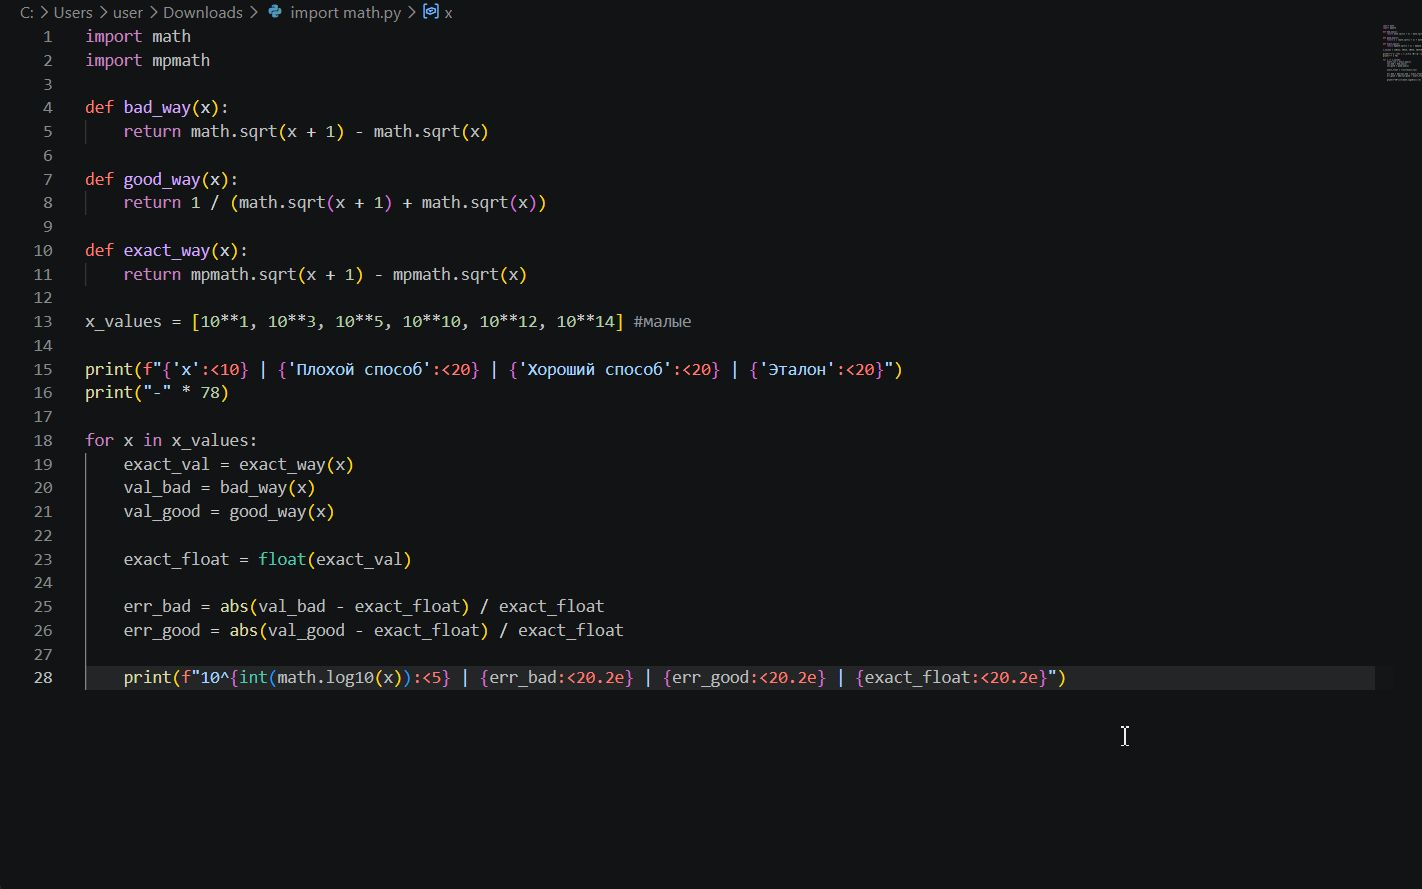 C: > Users > user > Downloads > import math.py > x
1 import math
2 import mpmath
3
4 def bad_way(x):
5     return math.sqrt(x + 1) - math.sqrt(x)
6
7 def good_way(x):
8     return 1 / (math.sqrt(x + 1) + math.sqrt(x))
9
10 def exact_way(x):
11     return mpmath.sqrt(x + 1) - mpmath.sqrt(x)
12
13 x_values = [10**1, 10**3, 10**5, 10**10, 10**12, 10**14] #малые
14
15 print(f"{'x':<10} | {'Плохой способ':<20} | {'Хороший способ':<20} | {'Эталон':<20}")
16 print("-" * 78)
17
18 for x in x_values:
19     exact_val = exact_way(x)
20     val_bad = bad_way(x)
21     val_good = good_way(x)
22
23     exact_float = float(exact_val)
24
25     err_bad = abs(val_bad - exact_float) / exact_float
26     err_good = abs(val_good - exact_float) / exact_float
27
28     print(f"10^{int(math.log10(x)):<5} | {err_bad:<20.2e} | {err_good:<20.2e} | {exact_float:<20.2e}")